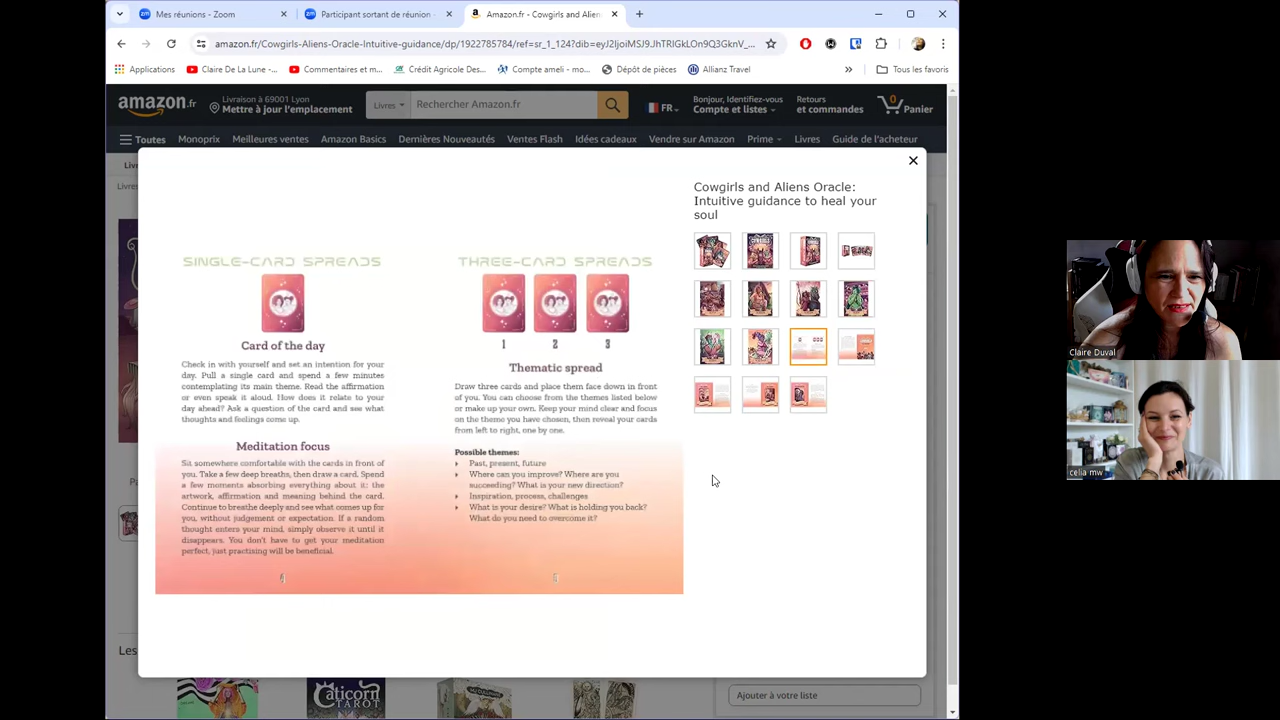 Mes réunions - Zoom
Participant sortant de réunion -
Amazon.fr - Cowgirls and Alien
amazon.fr/Cowgirls-Aliens-Oracle-Intuitive-guidance/dp/1922785784/ref=sr_1_124?dib=eyJ2IjoiMSJ9.JhTRIGkLOn9Q3GknV_...
Applications
Claire De La Lune - ...
Commentaires et m...
Crédit Agricole Des...
Compte ameli - mo...
Dépôt de pièces
Allianz Travel
»
Tous les favoris
amazon.fr
Livraison à 69001 Lyon
Mettre à jour l'emplacement
Livres
Rechercher Amazon.fr
FR
Bonjour, Identifiez-vous
Compte et listes
Retours
et commandes
0
Panier
Toutes
Monoprix
Meilleures ventes
Amazon Basics
Dernières Nouveautés
Ventes Flash
Idées cadeaux
Vendre sur Amazon
Prime
Livres
Guide de l'acheteur
Cowgirls and Aliens Oracle:
Intuitive guidance to heal your
soul
SINGLE-CARD SPREADS
Card of the day
Check in with yourself and set an intention for your
day. Pull a single card and spend a few minutes
contemplating its main theme. Read the affirmation
or even speak it aloud. How does it relate to your
day ahead? Ask a question of the card and see what
thoughts and feelings come up.
Meditation focus
Sit somewhere comfortable with the cards in front of
you. Take a few deep breaths, then draw a card. Spend
a few moments absorbing everything about it: the
artwork, affirmation and meaning behind the card.
Continue to breathe deeply and see what comes up for
you, without judgement or expectation. If a random
thought enters your mind, simply observe it until it
disappears. You don't have to get your meditation
perfect, just practising will be beneficial.
THREE-CARD SPREADS
1 2 3
Thematic spread
Draw three cards and place them face down in front
of you. You can choose from the themes listed below
or make up your own. Keep your mind clear and focus
on the theme you have chosen, then reveal your cards
from left to right, one by one.
Possible themes:
Past, present, future
Where can you improve? Where are you
succeeding? What is your new direction?
Inspiration, process, challenges
What is your desire? What is holding you back?
What do you need to overcome it?
Les
Caticorn
TAROT
Ajouter à votre liste
Claire Duval
celia mw